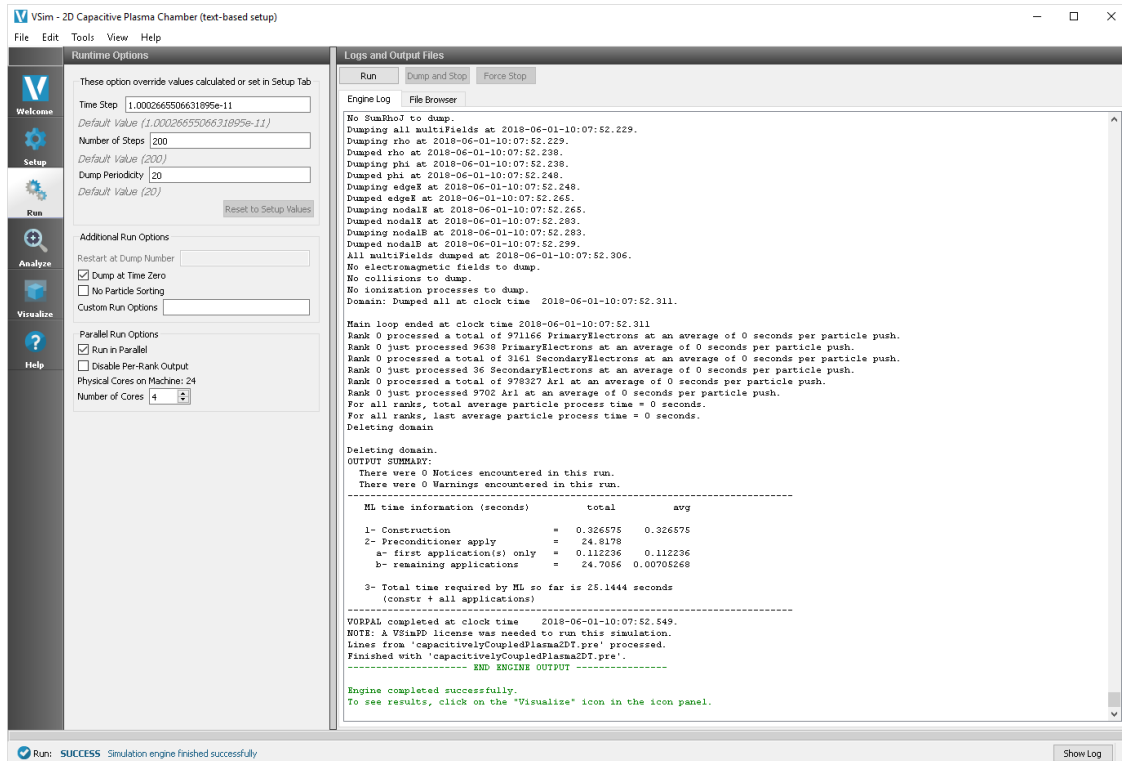 VSim - 2D Capacitive Plasma Chamber (text-based setup)
File Edit Tools View Help
Welcome
Setup
Run
Analyze
Visualize
Help
Runtime Options
These option override values calculated or set in Setup Tab
Time Step 1.0002665506631895e-11
Default Value (1.0002665506631895e-11)
Number of Steps 200
Default Value (200)
Dump Periodicity 20
Default Value (20)
Reset to Setup Values
Additional Run Options
Restart at Dump Number
Dump at Time Zero
No Particle Sorting
Custom Run Options
Parallel Run Options
Run in Parallel
Disable Per-Rank Output
Physical Cores on Machine: 24
Number of Cores 4
Logs and Output Files
Run Dump and Stop Force Stop
Engine Log File Browser
No SumRhoJ to dump.
Dumping all multiFields at 2018-06-01-10:07:52.229.
Dumping rho at 2018-06-01-10:07:52.229.
Dumped rho at 2018-06-01-10:07:52.238.
Dumping phi at 2018-06-01-10:07:52.238.
Dumped phi at 2018-06-01-10:07:52.248.
Dumping edgeE at 2018-06-01-10:07:52.248.
Dumped edgeE at 2018-06-01-10:07:52.265.
Dumping nodalE at 2018-06-01-10:07:52.265.
Dumped nodalE at 2018-06-01-10:07:52.283.
Dumping nodalB at 2018-06-01-10:07:52.283.
Dumped nodalB at 2018-06-01-10:07:52.299.
All multiFields dumped at 2018-06-01-10:07:52.306.
No electromagnetic fields to dump.
No collisions to dump.
No ionization processes to dump.
Domain: Dumped all at clock time 2018-06-01-10:07:52.311.
Main loop ended at clock time 2018-06-01-10:07:52.311
Rank 0 processed a total of 971166 PrimaryElectrons at an average of 0 seconds per particle push.
Rank 0 just processed 9638 PrimaryElectrons at an average of 0 seconds per particle push.
Rank 0 processed a total of 3161 SecondaryElectrons at an average of 0 seconds per particle push.
Rank 0 just processed 36 SecondaryElectrons at an average of 0 seconds per particle push.
Rank 0 processed a total of 978327 Ar1 at an average of 0 seconds per particle push.
Rank 0 just processed 9702 Ar1 at an average of 0 seconds per particle push.
For all ranks, total average particle process time = 0 seconds.
For all ranks, last average particle process time = 0 seconds.
Deleting domain
Deleting domain.
OUTPUT SUMMARY:
There were 0 Notices encountered in this run.
There were 0 Warnings encountered in this run.
-------------------------------------------------------------------------
ML time information (seconds) total avg
1- Construction = 0.326575 0.326575
2- Preconditioner apply = 24.8178
a- first application(s) only = 0.112236 0.112236
b- remaining applications = 24.7056 0.00705268
3- Total time required by ML so far is 25.1444 seconds
(constr + all applications)
-------------------------------------------------------------------------
VORPAL completed at clock time 2018-06-01-10:07:52.549.
NOTE: A VSimPD license was needed to run this simulation.
Lines from 'capacitivelyCoupledPlasma2DT.pre' processed.
Finished with 'capacitivelyCoupledPlasma2DT.pre'.
-------------------- END ENGINE OUTPUT ---------------
Engine completed successfully.
To see results, click on the "Visualize" icon in the icon panel.
Run: SUCCESS Simulation engine finished successfully
Show Log